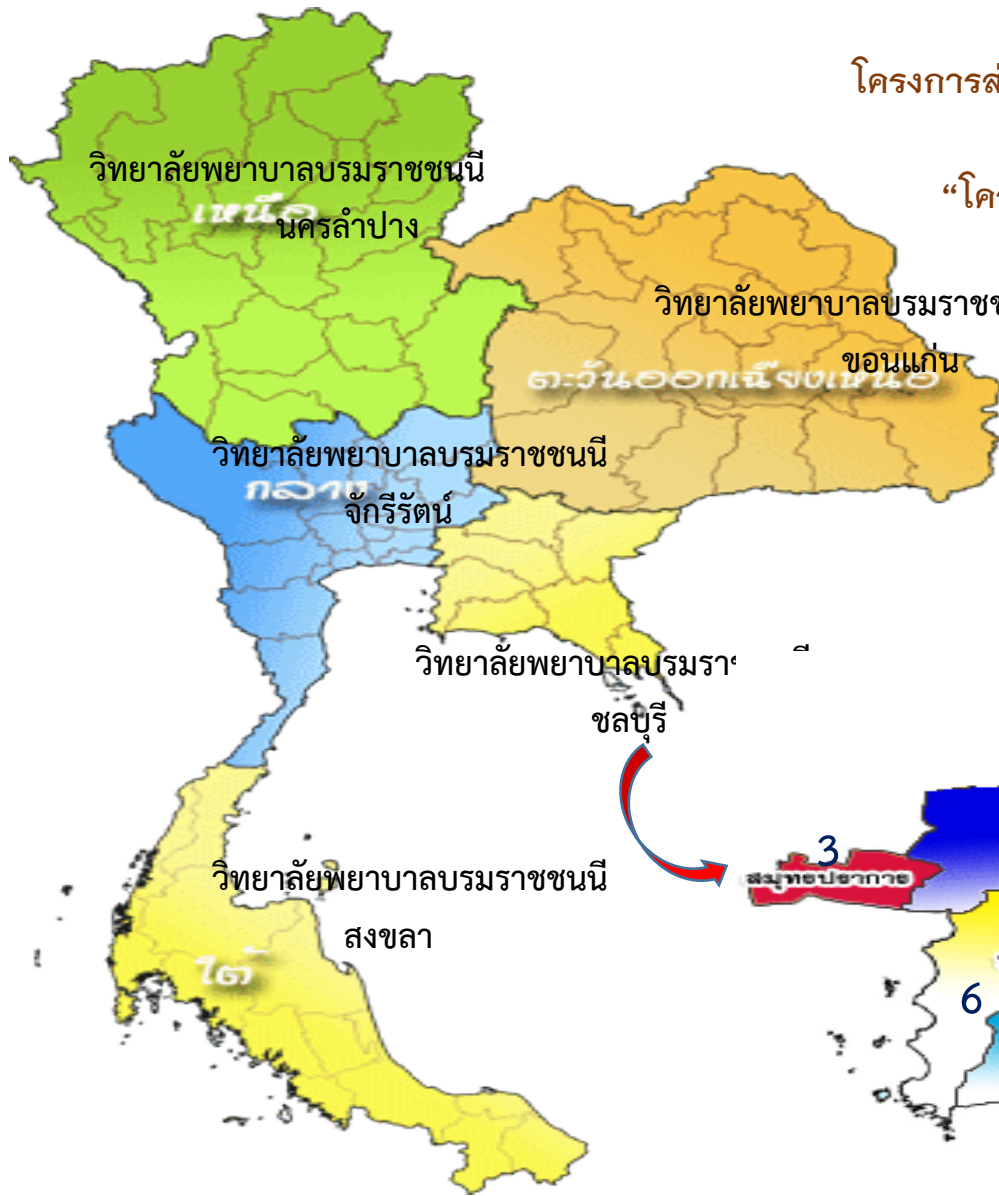 โครงการส่
“โคร
วิทยาลัยพยาบาลบรมราชชนนี
เหนือ
นครลำปาง
วิทยาลัยพยาบาลบรมราชช
ขอนแก่น
ตะวันออกเฉียงเหนือ
วิทยาลัยพยาบาลบรมราชชนนี
กลาง
จักรีรัตน์
วิทยาลัยพยาบาลบรมรา
ชลบุรี
3
สมุทรปราการ
วิทยาลัยพยาบาลบรมราชชนนี
สงขลา
ใต้
6